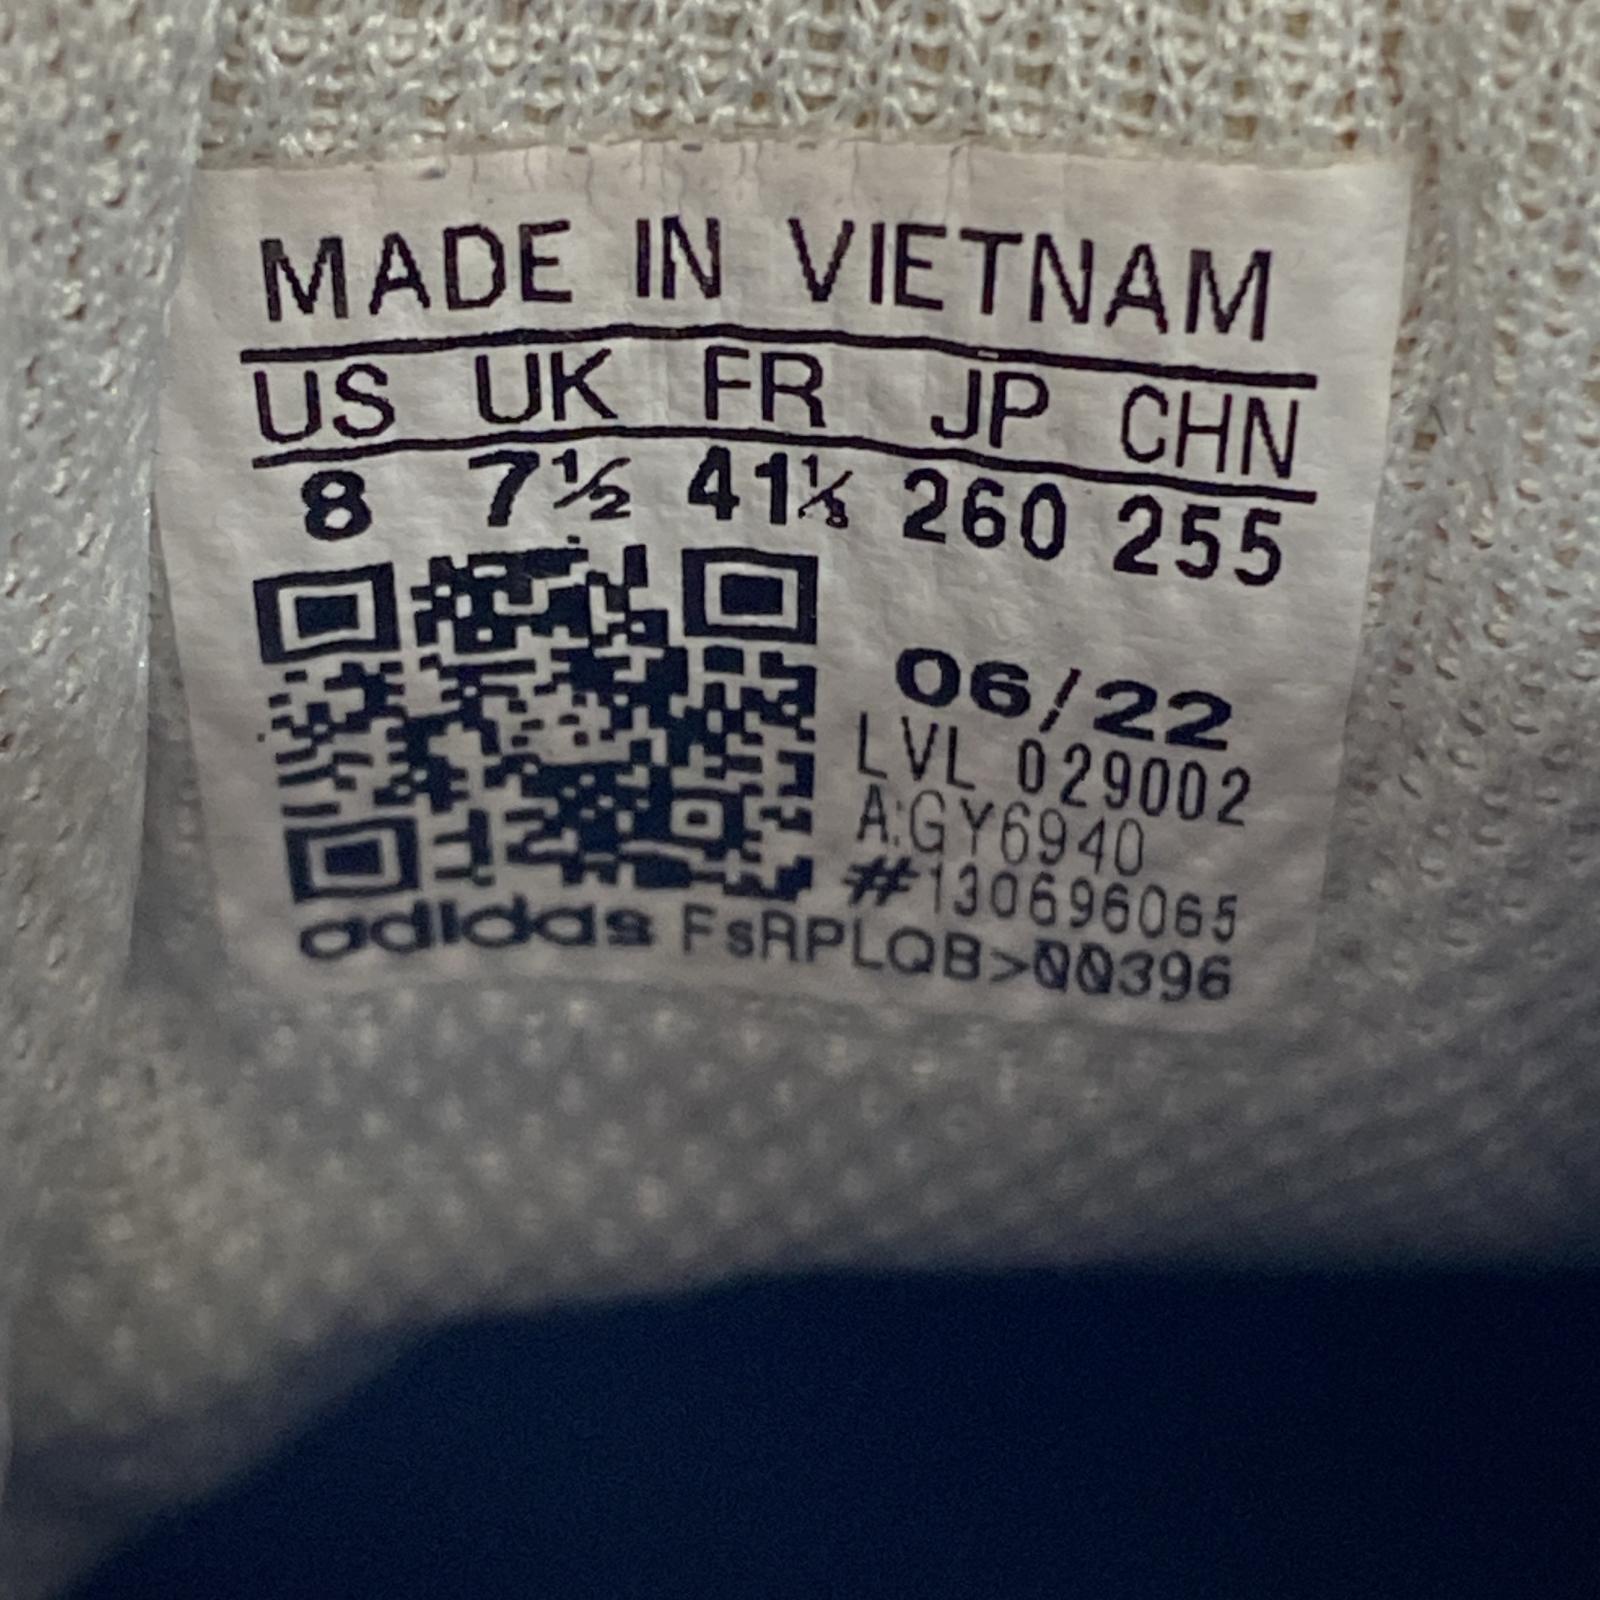 MADE IN VIETNAM
US UK FR JP CHN
8 7½ 41⅓ 260 255
06/22
LVL 029002
A:GY6940
#130696065
adidas FsRPLQB>00396